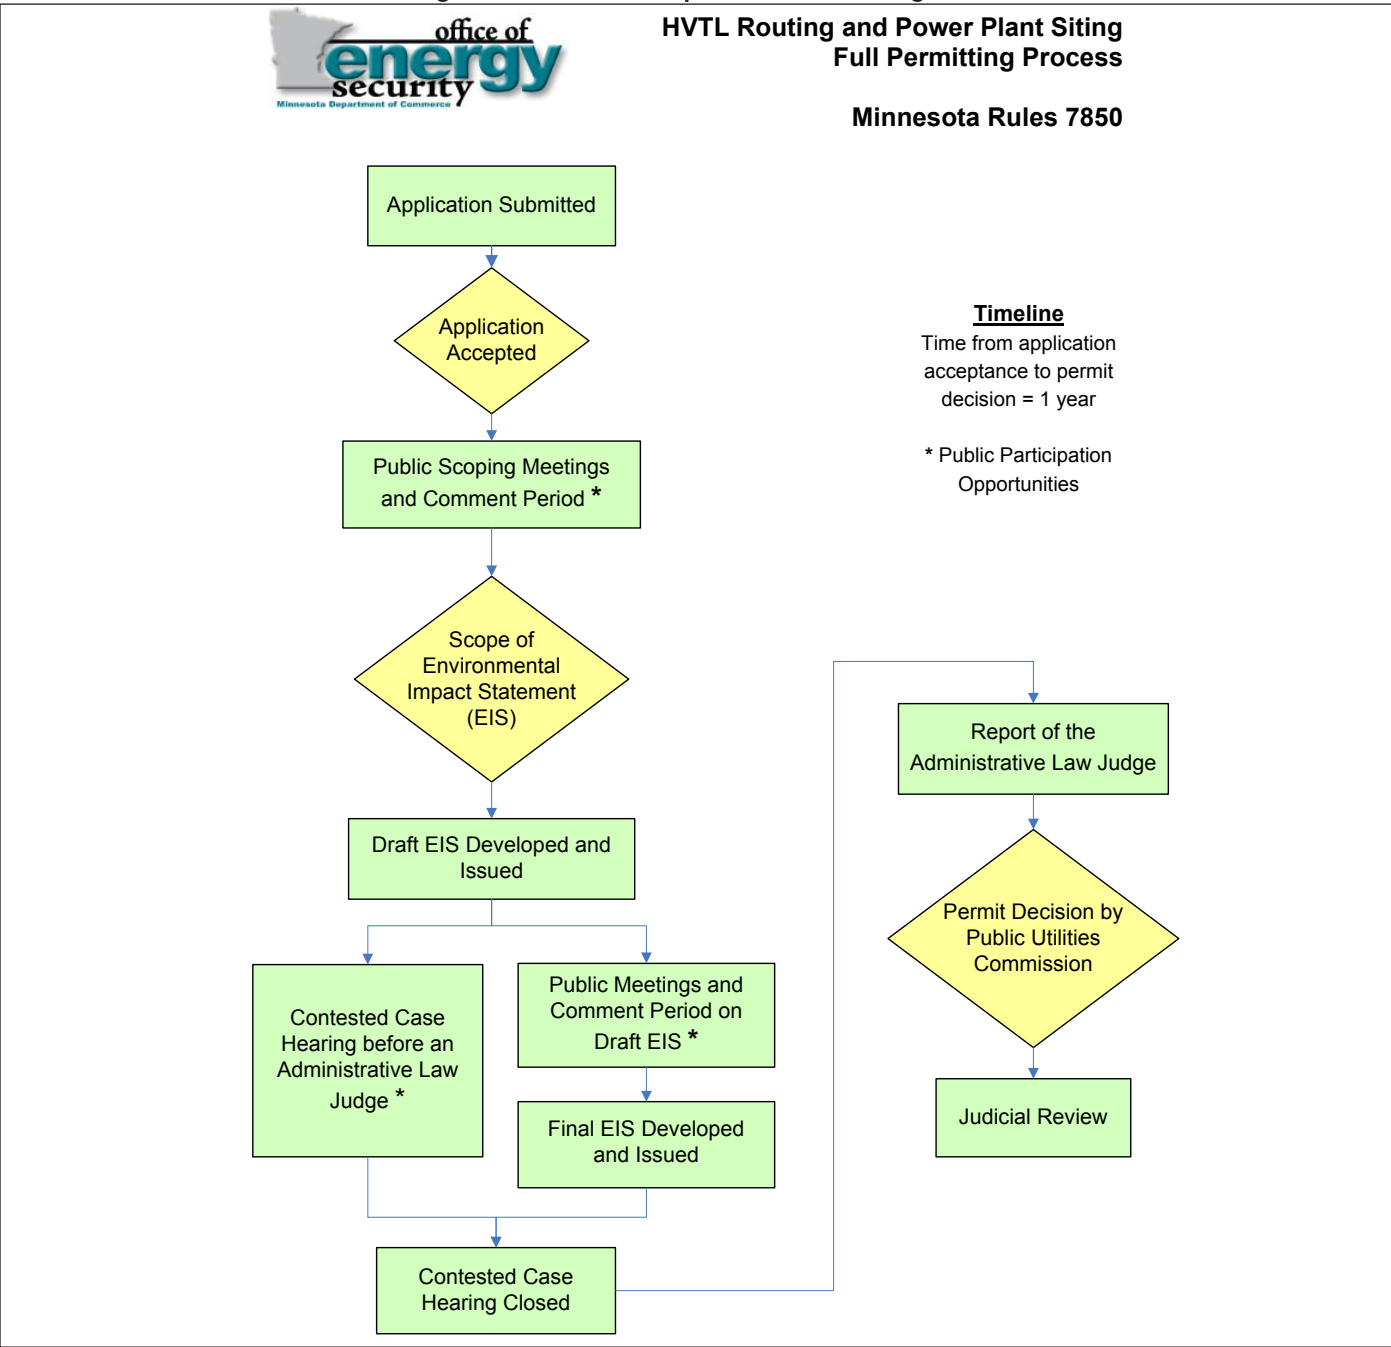 office of
energy
security
Minnesota Department of Commerce
HVTL Routing and Power Plant Siting
Full Permitting Process
Minnesota Rules 7850
Application Submitted
Application
Accepted
Public Scoping Meetings
and Comment Period *
Scope of
Environmental
Impact Statement
(EIS)
Draft EIS Developed and
Issued
Contested Case
Hearing before an
Administrative Law
Judge *
Public Meetings and
Comment Period on
Draft EIS *
Final EIS Developed
and Issued
Contested Case
Hearing Closed
Timeline
Time from application
acceptance to permit
decision = 1 year
* Public Participation
Opportunities
Report of the
Administrative Law Judge
Permit Decision by
Public Utilities
Commission
Judicial Review